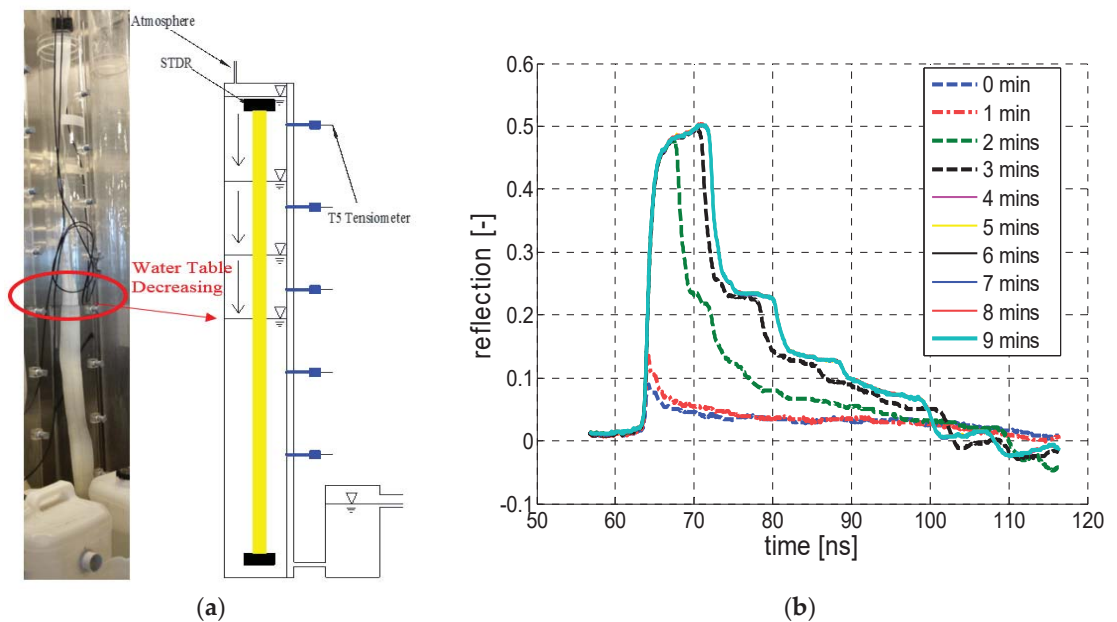 Atmosphere
STDR
T5 Tensiometer
Water Table
Decreasing
(a)
0.6
0.5
0.4
0.3
0.2
0.1
0
-0.1
reflection [-]
50
60
70
80
90
100
110
120
time [ns]
0 min
1 min
2 mins
3 mins
4 mins
5 mins
6 mins
7 mins
8 mins
9 mins
(b)